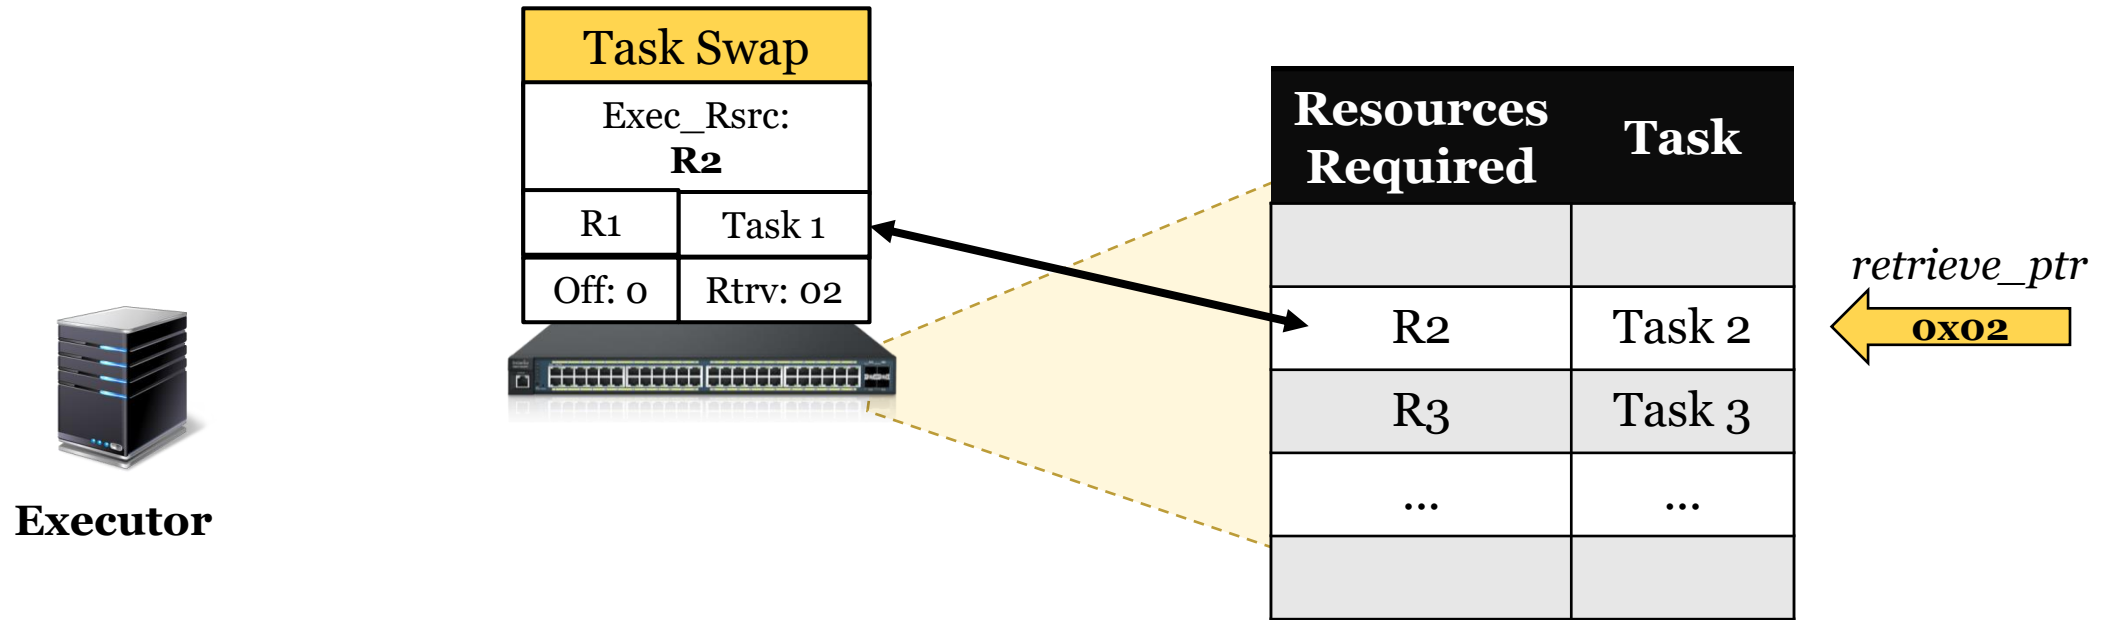 Task Swap
Exec_Rsrc:
R2
R1 Task 1
Off: 0 Rtrv: 02
Executor
Resources
Required
Task
R2 Task 2
R3 Task 3
... ...
retrieve_ptr
0x02